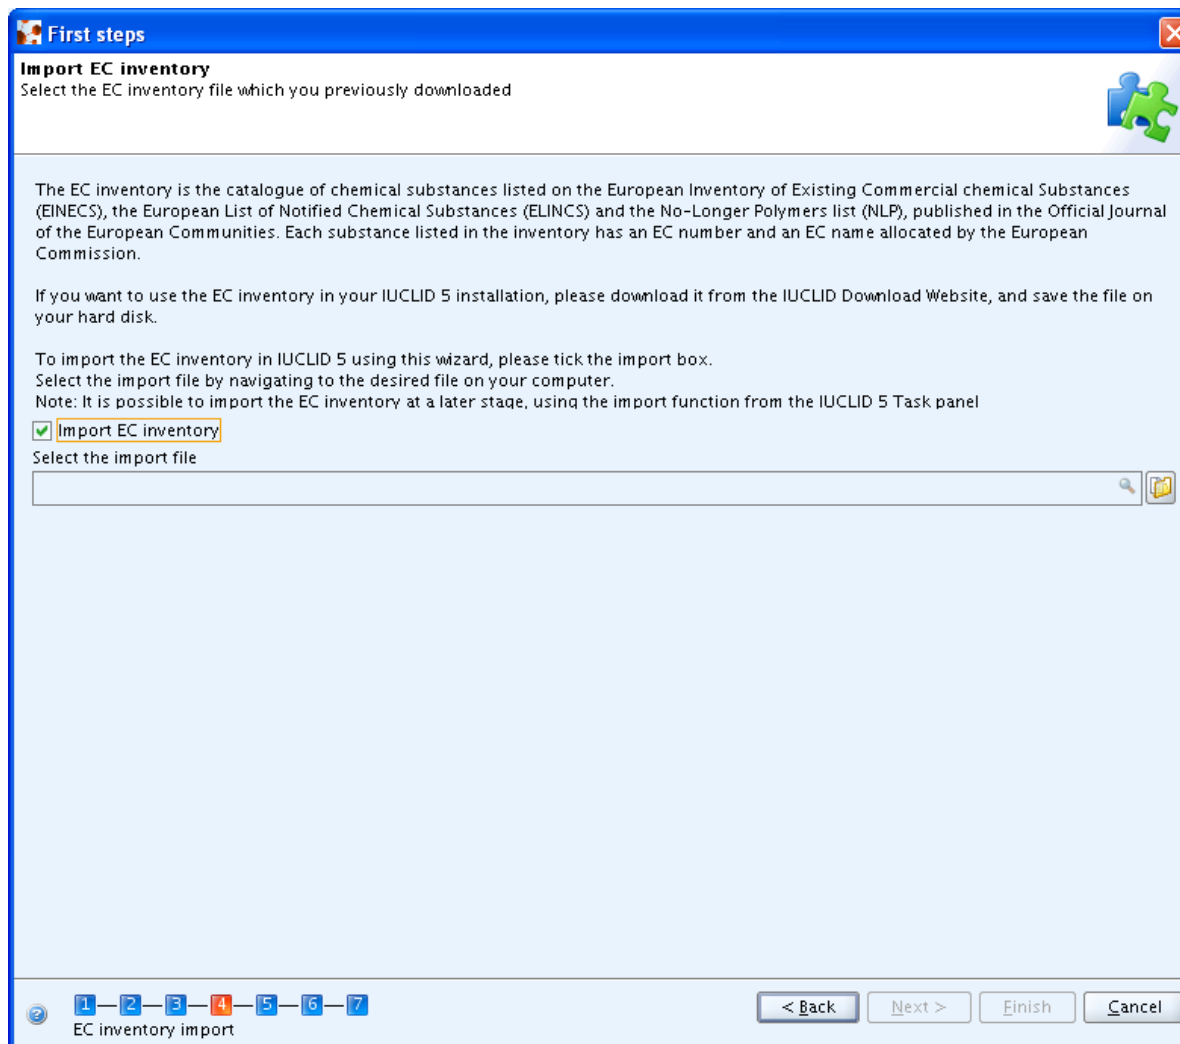 First steps
Import EC inventory
Select the EC inventory file which you previously downloaded
The EC inventory is the catalogue of chemical substances listed on the European Inventory of Existing Commercial chemical Substances
(EINECS), the European List of Notified Chemical Substances (ELINCS) and the No-Longer Polymers list (NLP), published in the Official Journal
of the European Communities. Each substance listed in the inventory has an EC number and an EC name allocated by the European
Commission.
If you want to use the EC inventory in your IUCLID 5 installation, please download it from the IUCLID Download Website, and save the file on
your hard disk.
To import the EC inventory in IUCLID 5 using this wizard, please tick the import box.
Select the import file by navigating to the desired file on your computer.
Note: It is possible to import the EC inventory at a later stage, using the import function from the IUCLID 5 Task panel
Import EC inventory
Select the import file
1 2 3 4 5 6 7
EC inventory import
< Back Next > Finish Cancel